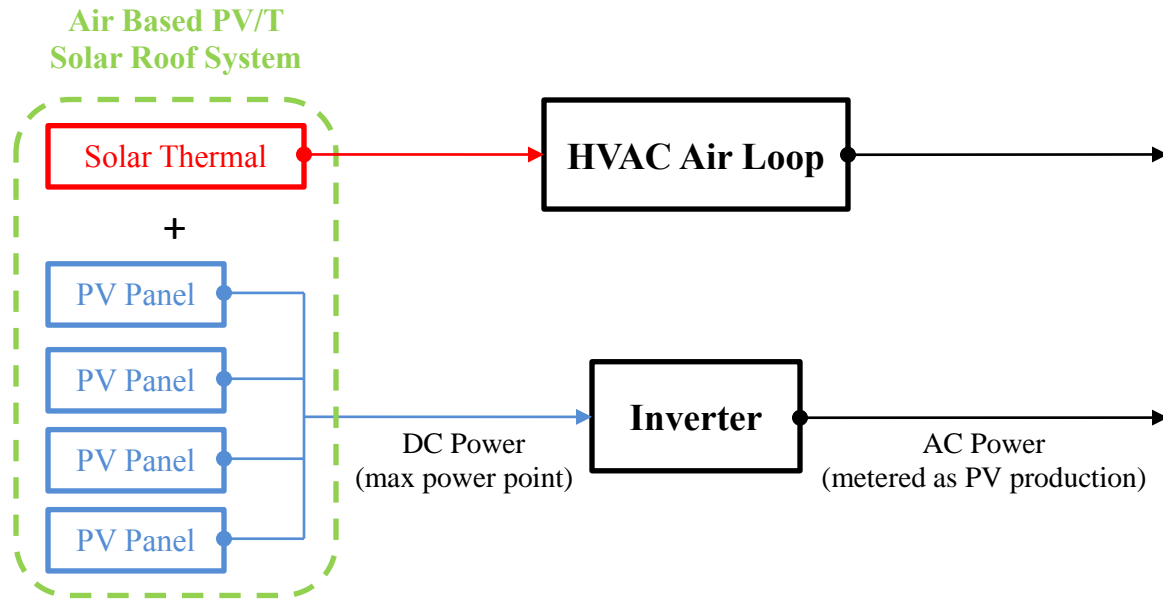 Air Based PV/T
Solar Roof System
Solar Thermal
HVAC Air Loop
+
PV Panel
PV Panel
PV Panel
PV Panel
DC Power
(max power point)
Inverter
AC Power
(metered as PV production)